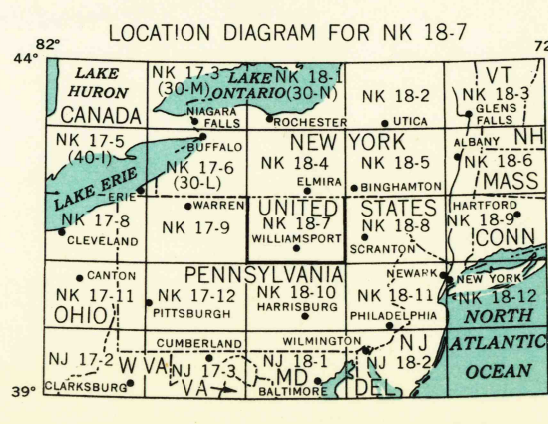 LOCATION DIAGRAM FOR NK 18-7
82°
72
44°
LAKE HURON
CANADA
NK 17-3
(30-M)
LAKE ONTARIO
NK 18-1
(30-N)
NK 18-2
VT
NK 18-3
NIAGARA FALLS
ROCHESTER
UTICA
GLENS FALLS
NK 17-5
(40-I)
BUFFALO
NEW YORK
ALBANY
NH
NK 17-6
(30-L)
NK 18-4
NK 18-5
NK 18-6
MASS
LAKE ERIE
ERIE
ELMIRA
BINGHAMTON
WARREN
UNITED STATES
HARTFORD
NK 17-8
NK 17-9
NK 18-7
NK 18-8
NK 18-9
CONN
CLEVELAND
WILLIAMSPORT
SCRANTON
CANTON
PENNSYLVANIA
NEWARK
NEW YORK
NK 17-11
NK 17-12
NK 18-10
NK 18-11
NK 18-12
OHIO
PITTSBURGH
HARRISBURG
PHILADELPHIA
NORTH
CUMBERLAND
WILMINGTON
NJ
ATLANTIC
OCEAN
NJ 17-2
W VA
NJ 17-3
NJ 18-1
NJ 18-2
CLARKSBURG
VA
MD
BALTIMORE
DEL
39°